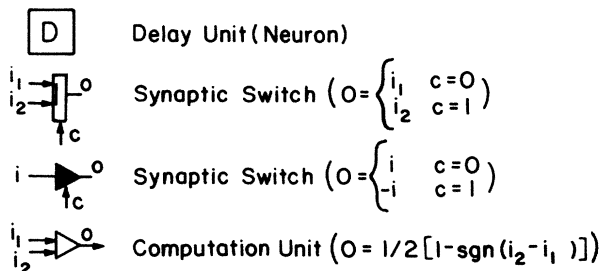 D Delay Unit (Neuron)
i₁ i₂ o c Synaptic Switch (O = { i₁ c=0
i₂ c=1 )
i o c Synaptic Switch (O = { i c=0
-i c=1 )
i₁ i₂ o Computation Unit (O = 1/2 [1-sgn (i₂-i₁)])